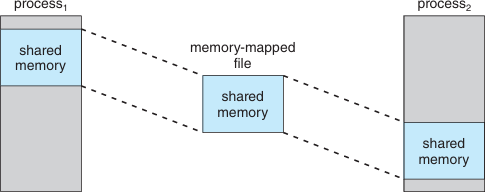 process₁
process₂
shared
memory
memory-mapped
file
shared
memory
shared
memory